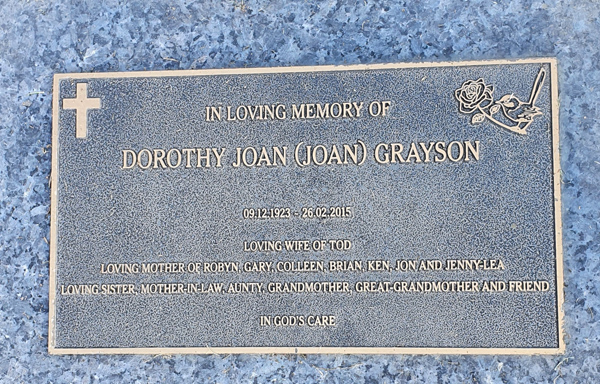 IN LOVING MEMORY OF
DOROTHY JOAN (JOAN) GRAYSON
09.12.1923 - 26.02.2015
LOVING WIFE OF TOD
LOVING MOTHER OF ROBYN, GARY, COLLEEN, BRIAN, KEN, JON AND JENNY-LEA
LOVING SISTER, MOTHER-IN-LAW, AUNTY, GRANDMOTHER, GREAT-GRANDMOTHER AND FRIEND
IN GOD'S CARE